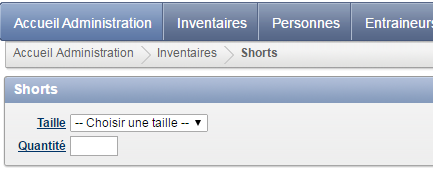 Accueil Administration Inventaires Personnes Entraineurs
Accueil Administration Inventaires Shorts
Shorts
Taille -- Choisir une taille --
Quantité